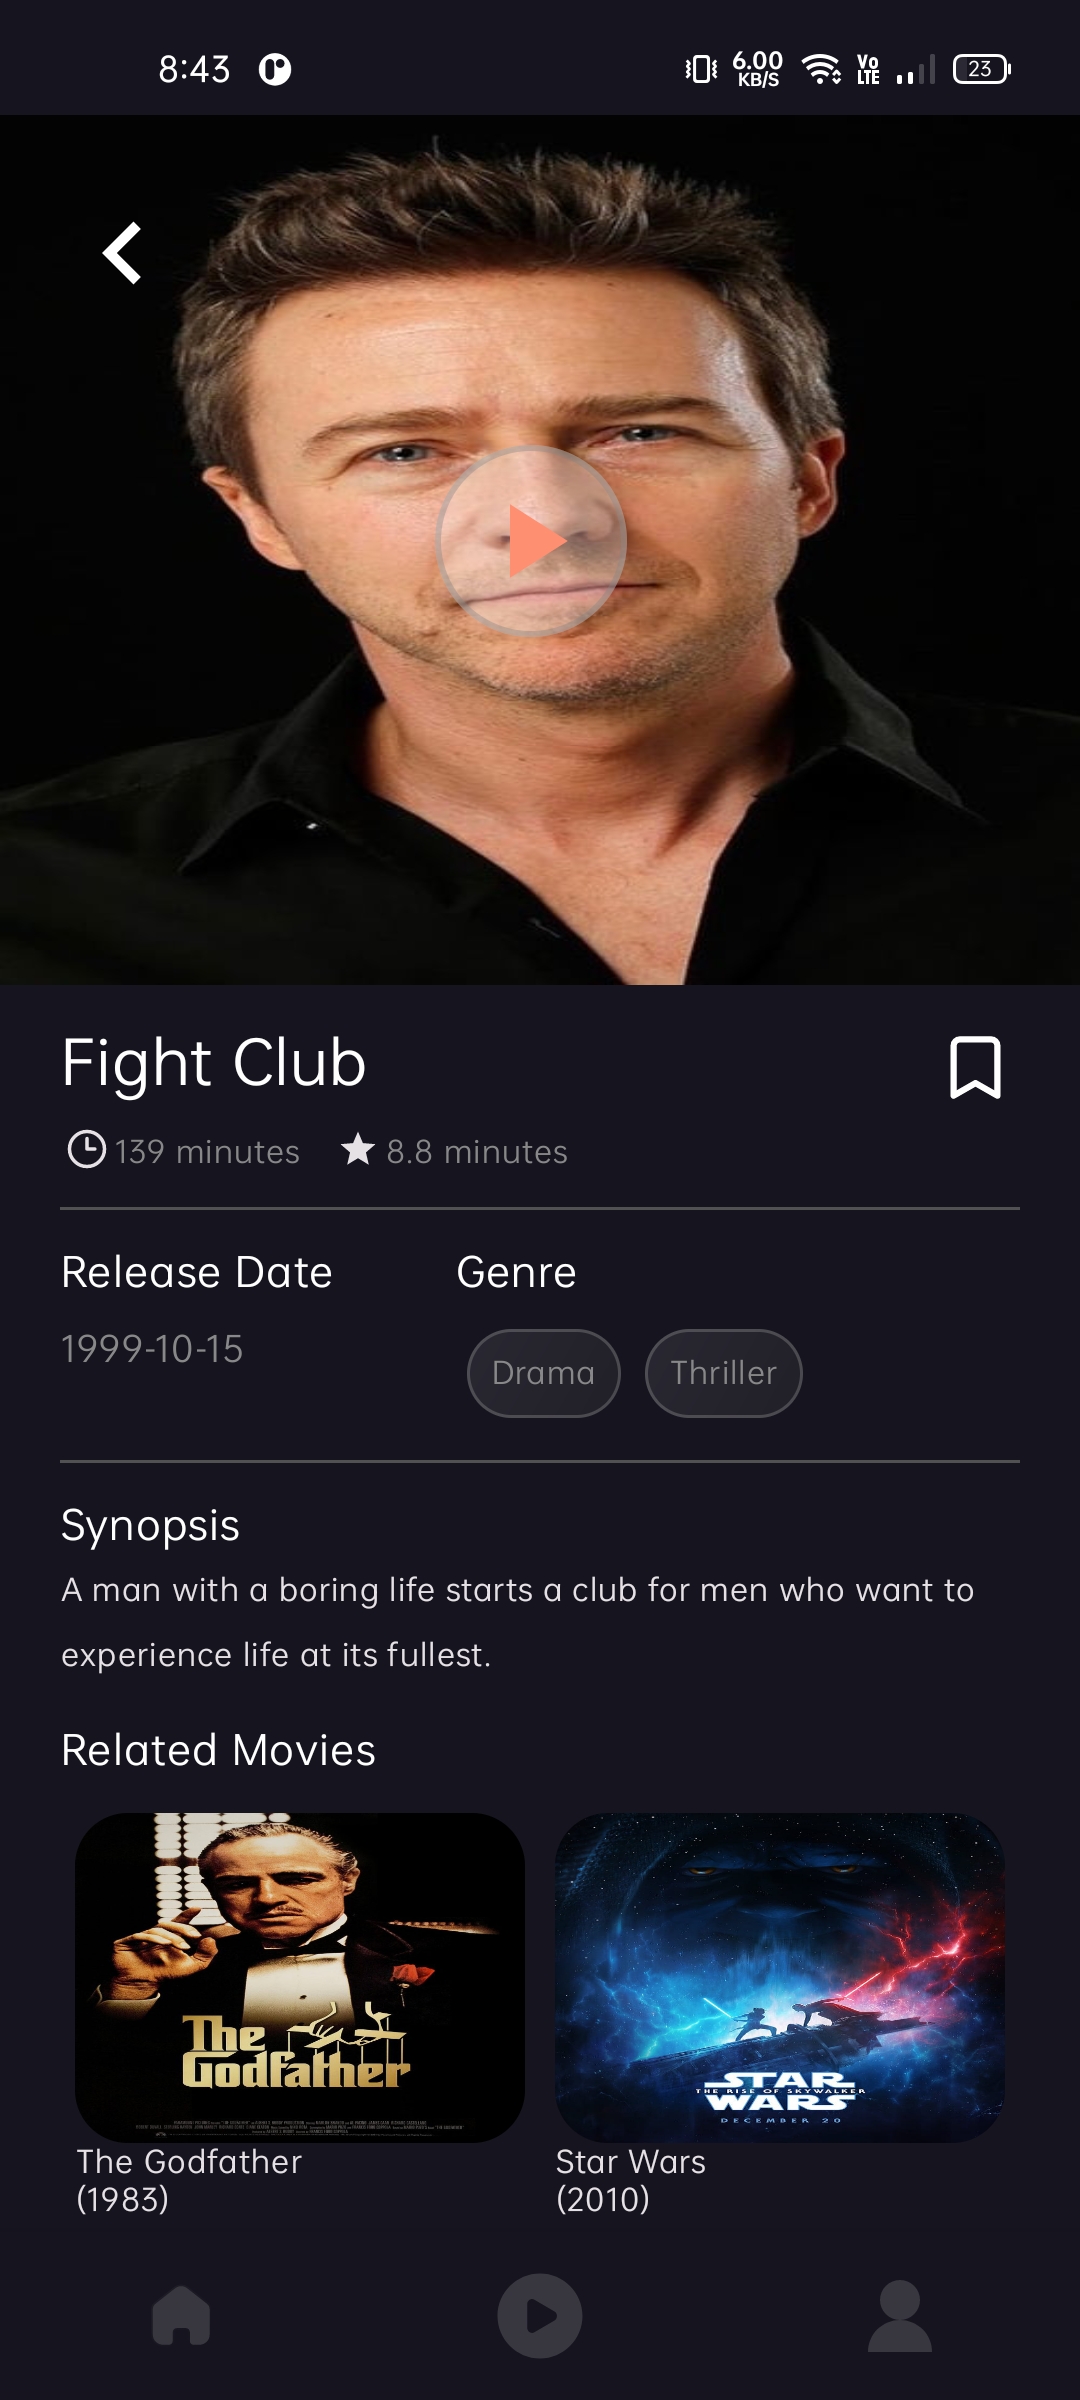 8:43
6.00
KB/S
Vo
LTE
23
Fight Club
139 minutes 8.8 minutes
Release Date Genre
1999-10-15
Drama Thriller
Synopsis
A man with a boring life starts a club for men who want to
experience life at its fullest.
Related Movies
The
Godfather
STAR
THE RISE OF SKYWALKER
WARS
DECEMBER 20
The Godfather
(1983)
Star Wars
(2010)